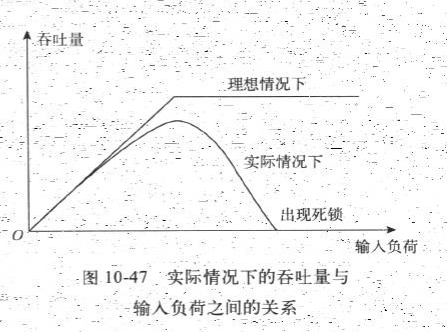 吞吐量
理想情况下
实际情况下
出现死锁
O
输入负荷
图 10-47 实际情况下的吞吐量与
输入负荷之间的关系